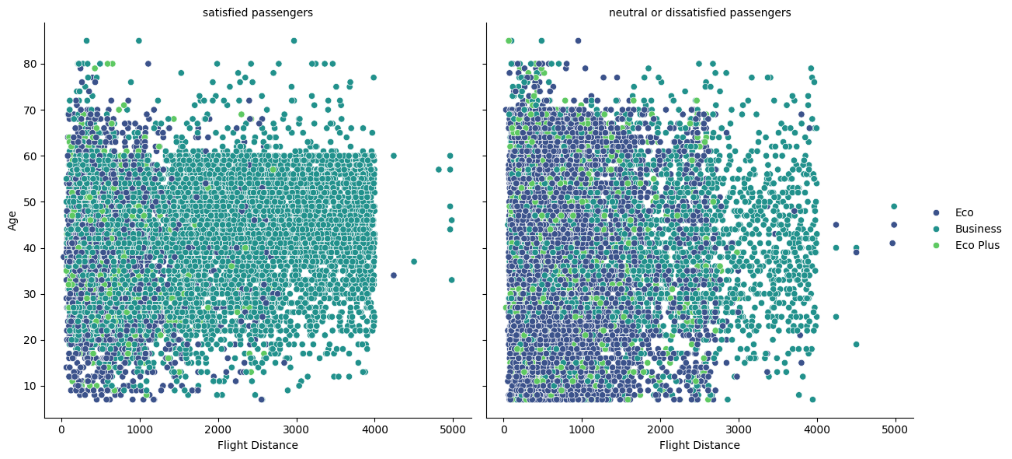 satisfied passengers
neutral or dissatisfied passengers
Age
80
70
60
50
40
30
20
10
0
1000
2000
3000
4000
5000
0
1000
2000
3000
4000
5000
Flight Distance
Flight Distance
Eco
Business
Eco Plus